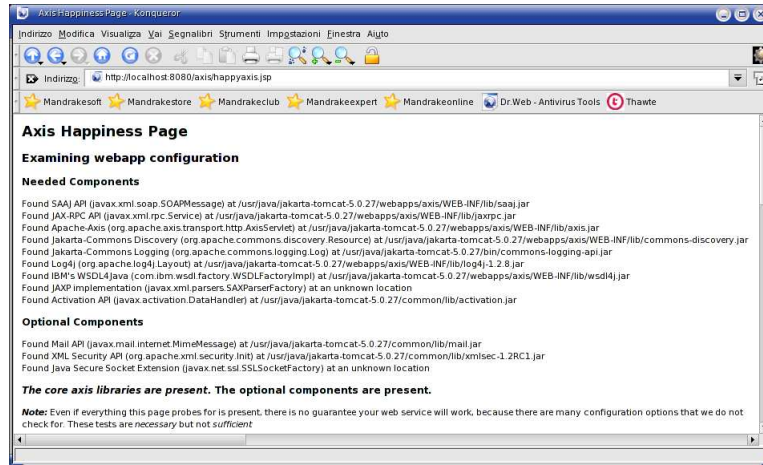 Axis Happiness Page - Konqueror
Indirizzo Modifica Visualizza Vai Segnalibri Strumenti Impostazioni Finestra Aiuto
Indirizzo: http://localhost:8080/axis/happyaxis.jsp
Mandrakesoft Mandrakestore Mandrakeclub Mandrakeexpert Mandrakeonline Dr.Web - Antivirus Tools Thawte
Axis Happiness Page
Examining webapp configuration
Needed Components
Found SAAJ API (javax.xml.soap.SOAPMessage) at /usr/java/jakarta-tomcat-5.0.27/webapps/axis/WEB-INF/lib/saaj.jar
Found JAX-RPC API (javax.xml.rpc.Service) at /usr/java/jakarta-tomcat-5.0.27/webapps/axis/WEB-INF/lib/jaxrpc.jar
Found Apache-Axis (org.apache.axis.transport.http.AxisServlet) at /usr/java/jakarta-tomcat-5.0.27/webapps/axis/WEB-INF/lib/axis.jar
Found Jakarta-Commons Discovery (org.apache.commons.discovery.Resource) at /usr/java/jakarta-tomcat-5.0.27/webapps/axis/WEB-INF/lib/commons-discovery.jar
Found Jakarta-Commons Logging (org.apache.commons.logging.Log) at /usr/java/jakarta-tomcat-5.0.27/bin/commons-logging-api.jar
Found Log4j (org.apache.log4j.Layout) at /usr/java/jakarta-tomcat-5.0.27/webapps/axis/WEB-INF/lib/log4j-1.2.8.jar
Found IBM's WSDL4Java (com.ibm.wsdl.factory.WSDLFactoryImpl) at /usr/java/jakarta-tomcat-5.0.27/webapps/axis/WEB-INF/lib/wsdl4j.jar
Found JAXP implementation (javax.xml.parsers.SAXParserFactory) at an unknown location
Found Activation API (javax.activation.DataHandler) at /usr/java/jakarta-tomcat-5.0.27/common/lib/activation.jar
Optional Components
Found Mail API (javax.mail.internet.MimeMessage) at /usr/java/jakarta-tomcat-5.0.27/common/lib/mail.jar
Found XML Security API (org.apache.xml.security.Init) at /usr/java/jakarta-tomcat-5.0.27/common/lib/xmlsec-1.2RC1.jar
Found Java Secure Socket Extension (javax.net.ssl.SSLSocketFactory) at an unknown location
The core axis libraries are present. The optional components are present.
Note: Even if everything this page probes for is present, there is no guarantee your web service will work, because there are many configuration options that we do not
check for. These tests are necessary but not sufficient